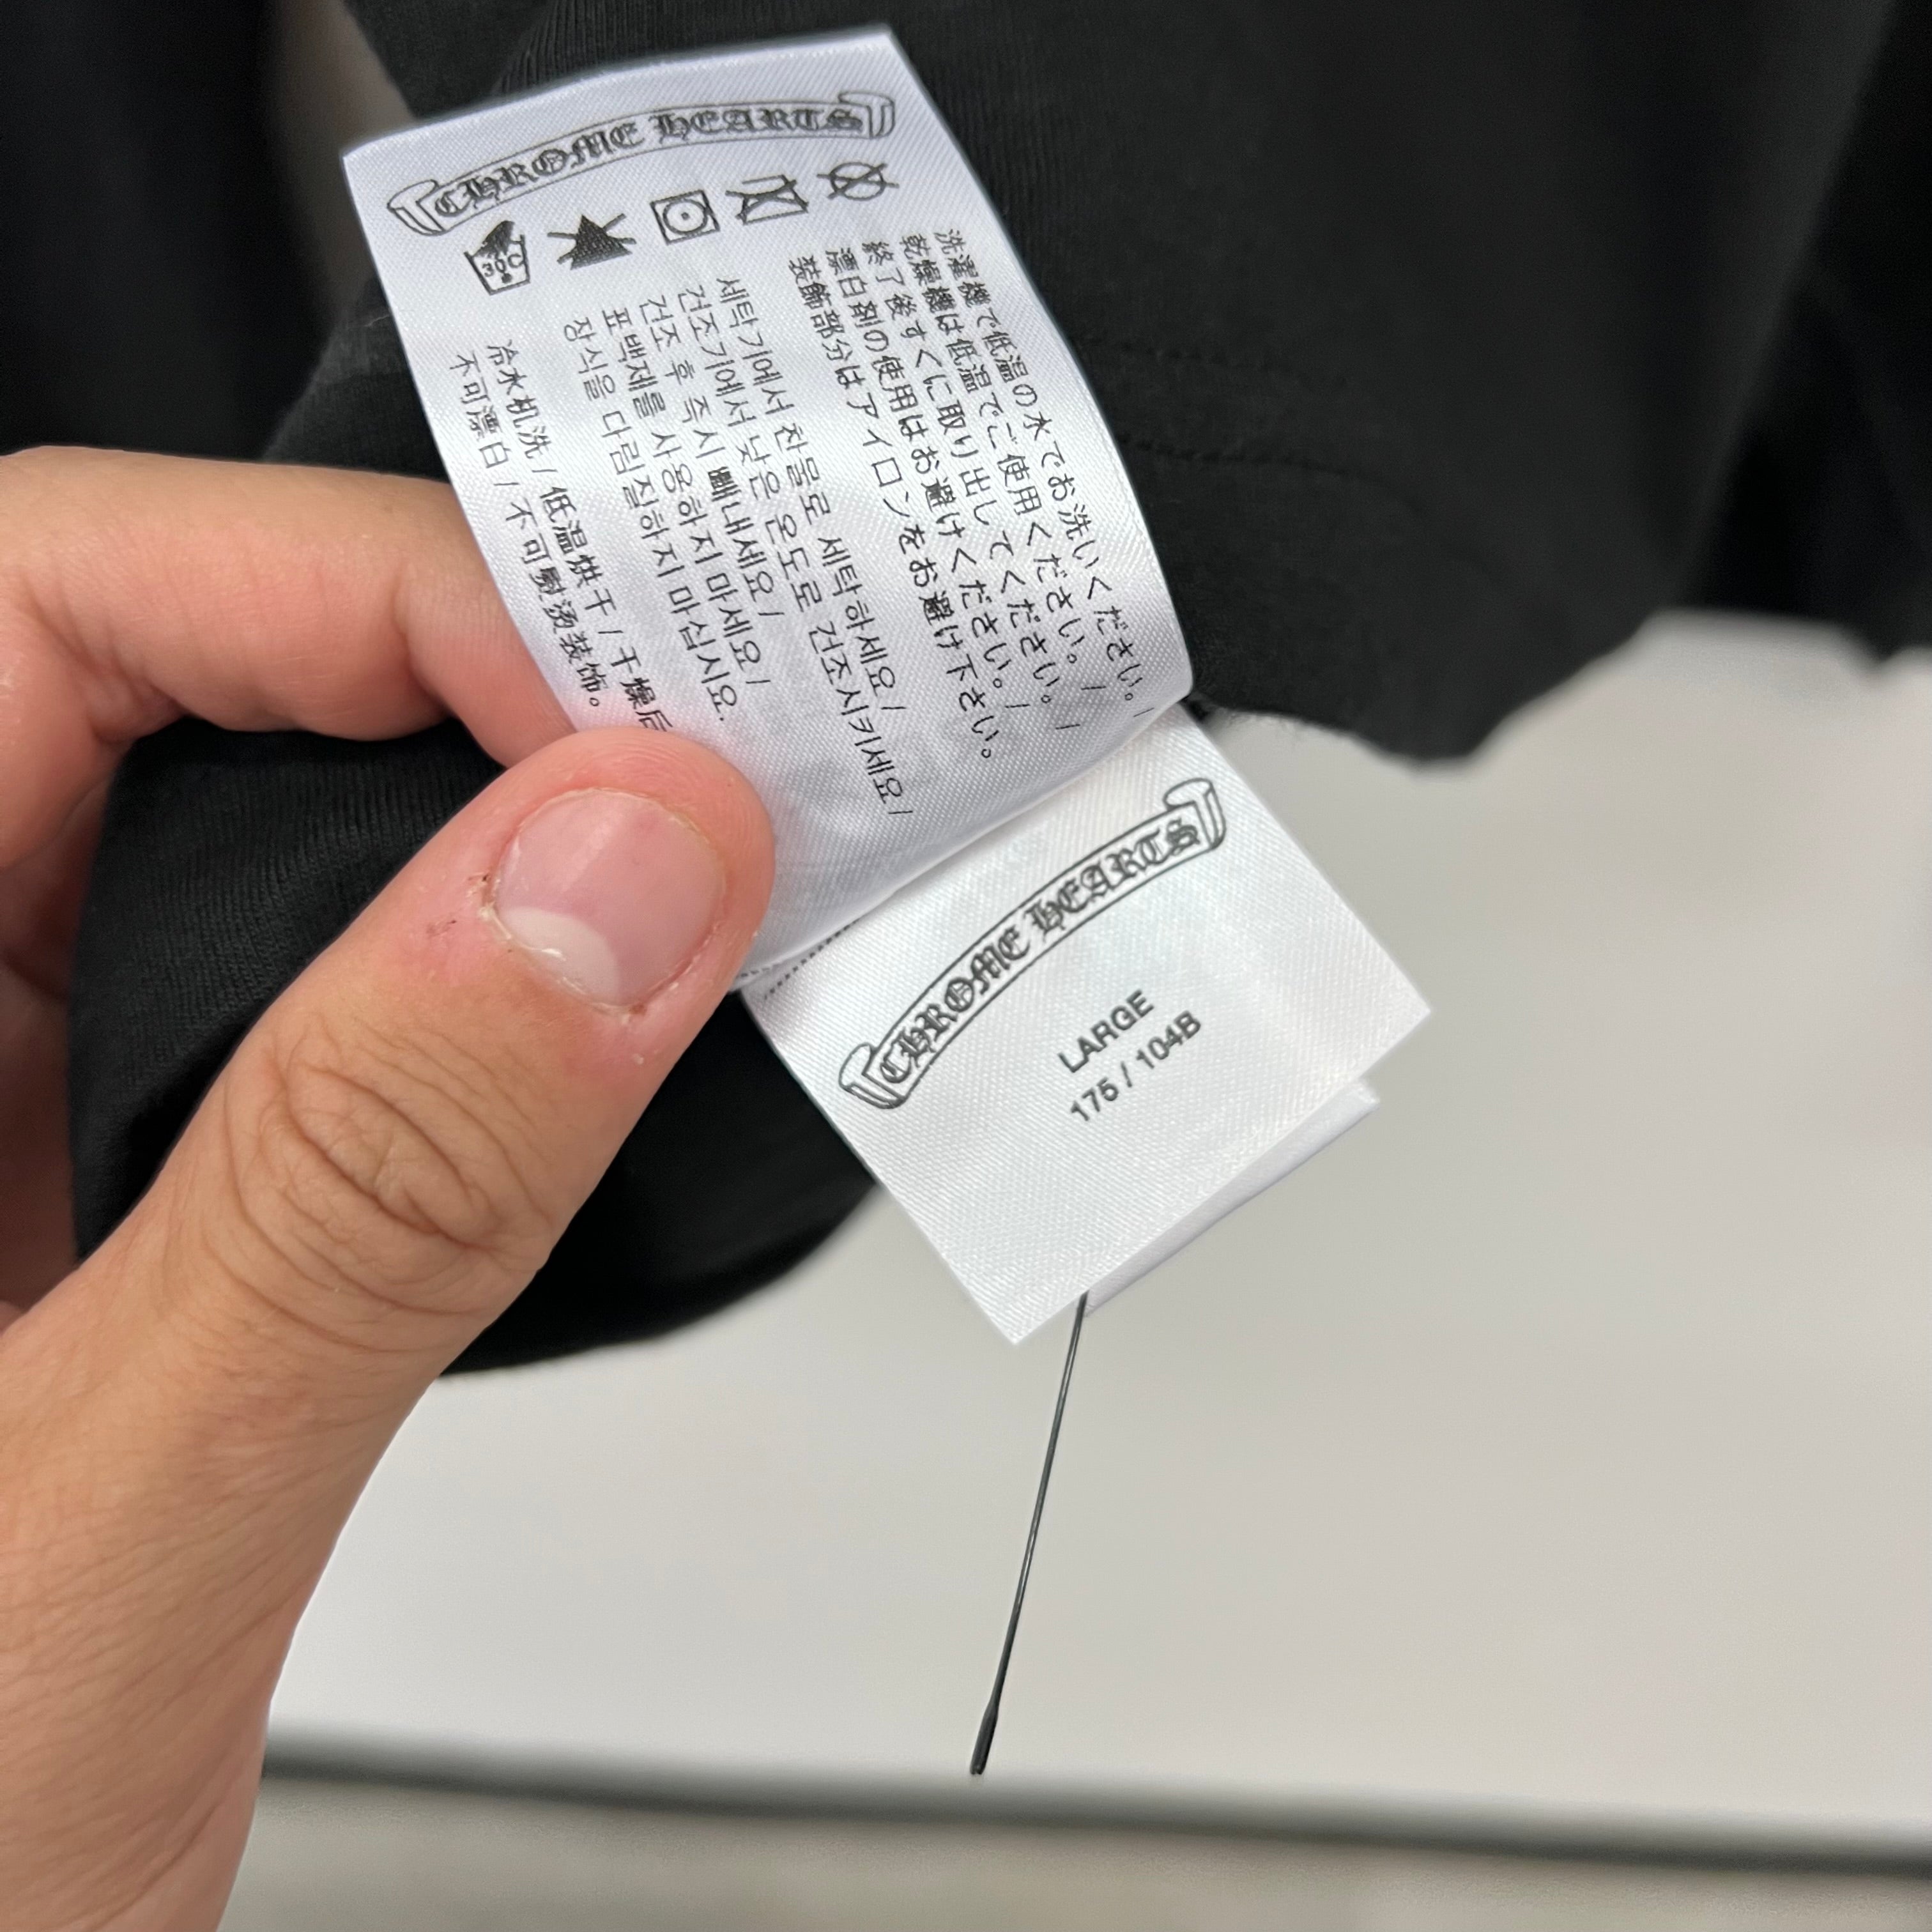 CHROME HEARTS
30C
洗濯機で低温の水でお洗いください。/
乾燥機は低温でご使用ください。/
終了後すぐに取り出してください。/
漂白剤の使用はお避けください。/
装飾部分はアイロンをお避け下さい。
세탁기에서 찬물로 세탁하세요/
건조기에서 낮은 온도로 건조시키세요/
건조 후 즉시 빼내세요/
표백제를 사용하지 마세요/
장식을 다림질하지 마십시요.
冷水机洗/低温烘干/干燥后
不可漂白/不可熨烫装饰。
CHROME HEARTS
LARGE
175 / 104B